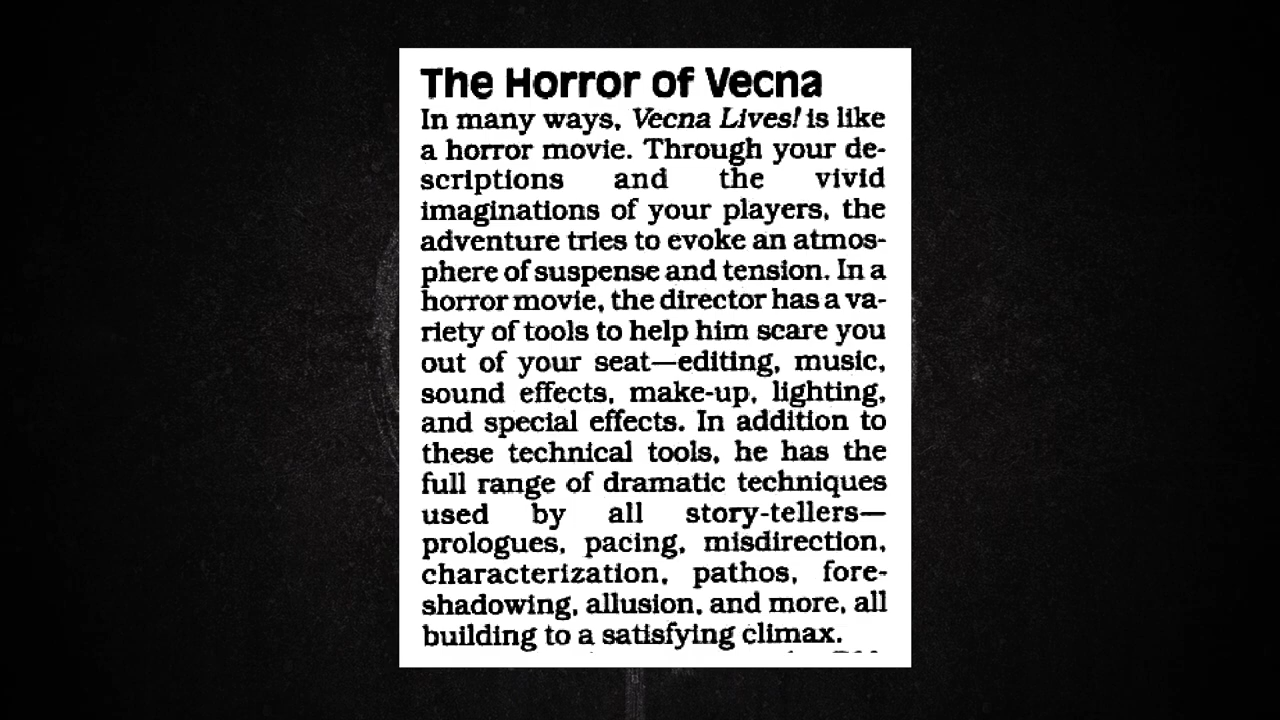 The Horror of Vecna
In many ways, Vecna Lives! is like
a horror movie. Through your de-
scriptions and the vivid
imaginations of your players, the
adventure tries to evoke an atmos-
phere of suspense and tension. In a
horror movie, the director has a va-
riety of tools to help him scare you
out of your seat—editing, music,
sound effects, make-up, lighting,
and special effects. In addition to
these technical tools, he has the
full range of dramatic techniques
used by all story-tellers—
prologues, pacing, misdirection,
characterization, pathos, fore-
shadowing, allusion, and more, all
building to a satisfying climax.